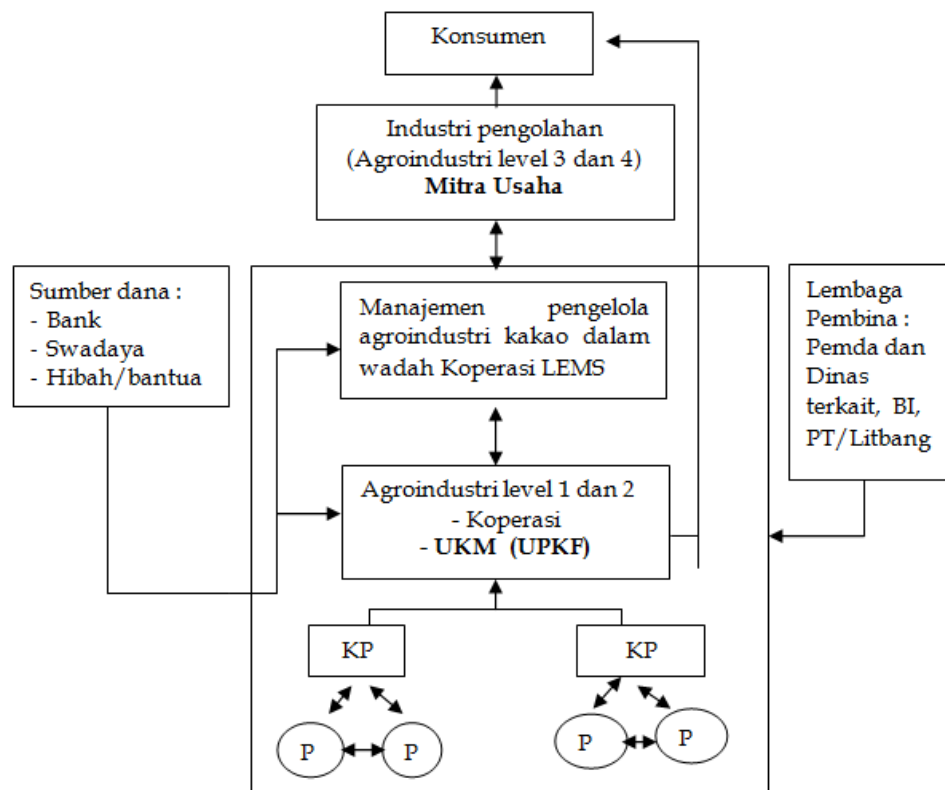 Konsumen
Industri pengolahan
(Agroindustri level 3 dan 4)
Mitra Usaha
Sumber dana :
- Bank
- Swadaya
- Hibah/bantua
Manajemen pengelola
agroindustri kakao dalam
wadah Koperasi LEMS
Lembaga
Pembina :
Pemda dan
Dinas
terkait, BI,
PT/Litbang
Agroindustri level 1 dan 2
- Koperasi
- UKM (UPKF)
KP
KP
P
P
P
P